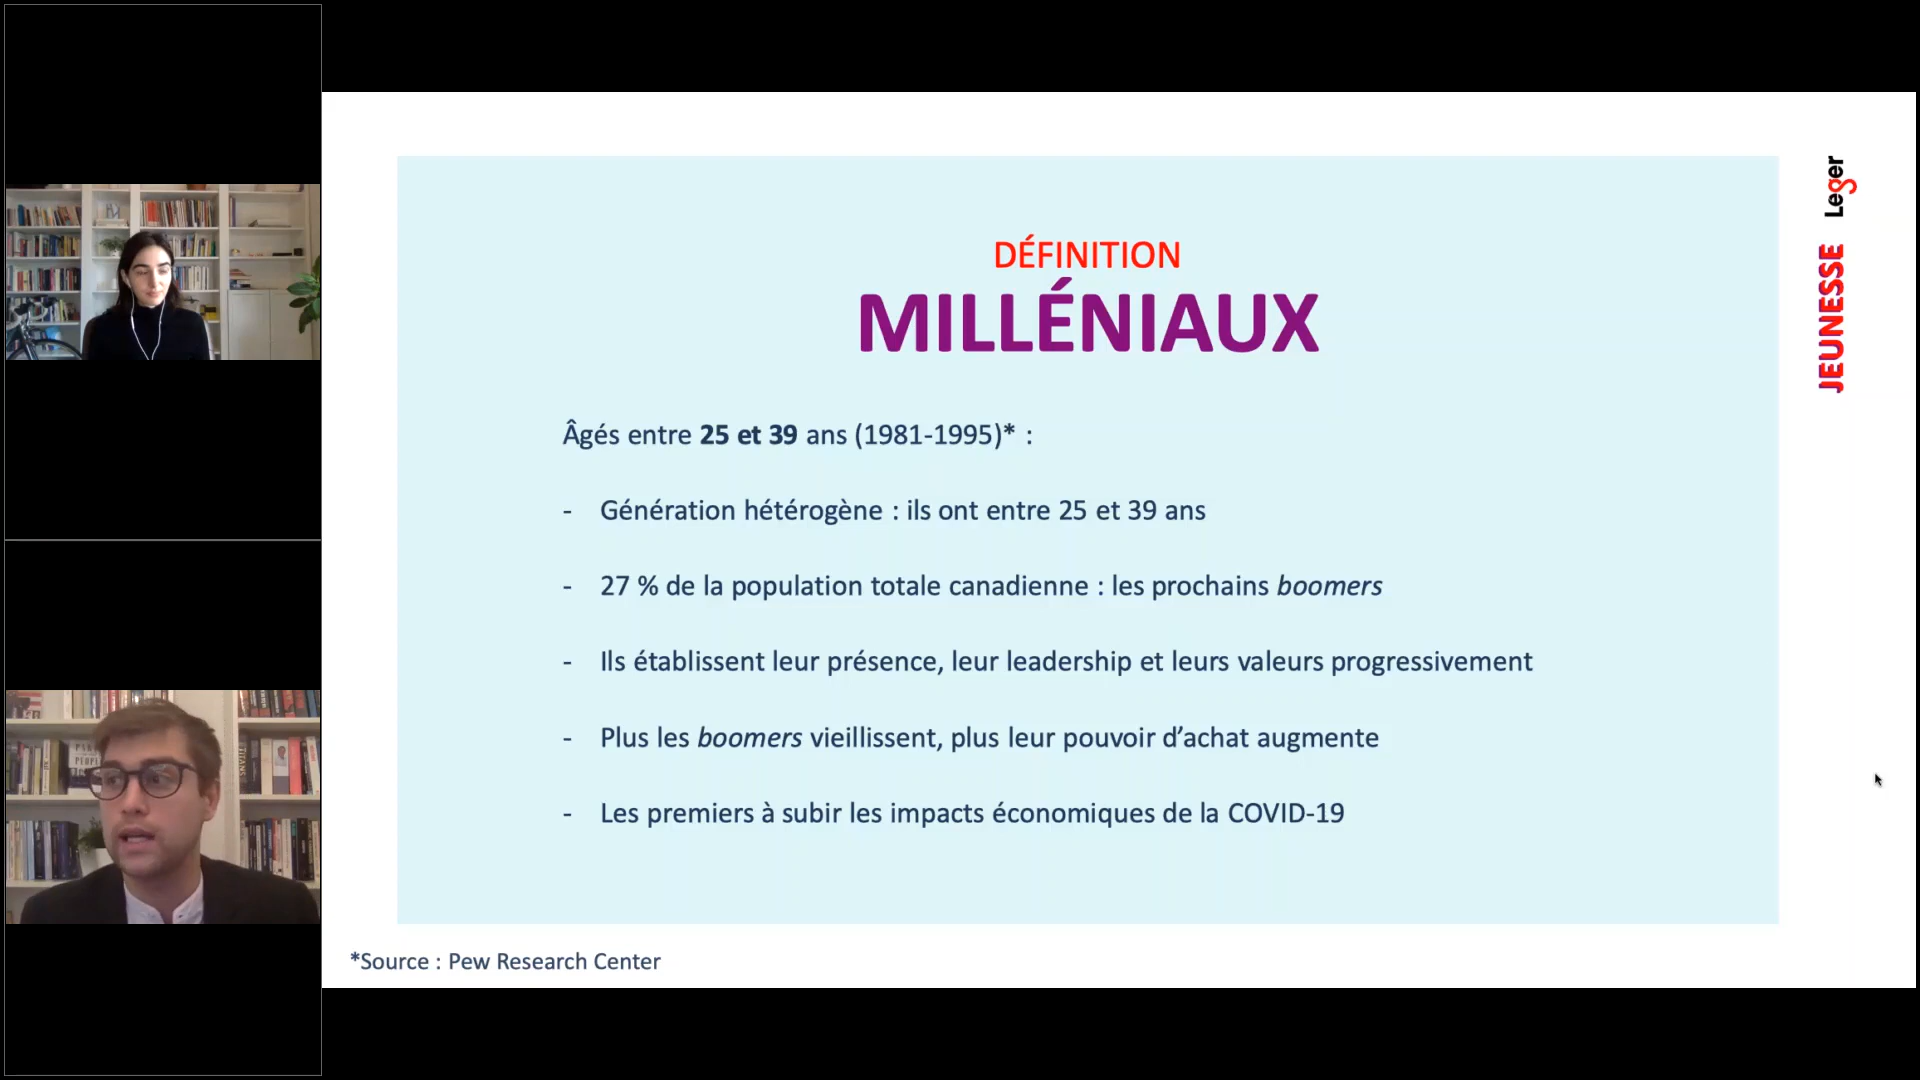 DÉFINITION
MILLÉNIAUX
Âgés entre 25 et 39 ans (1981-1995)* :
- Génération hétérogène : ils ont entre 25 et 39 ans
- 27 % de la population totale canadienne : les prochains boomers
- Ils établissent leur présence, leur leadership et leurs valeurs progressivement
- Plus les boomers vieillissent, plus leur pouvoir d’achat augmente
- Les premiers à subir les impacts économiques de la COVID-19
*Source : Pew Research Center
JEUNESSE
Leger